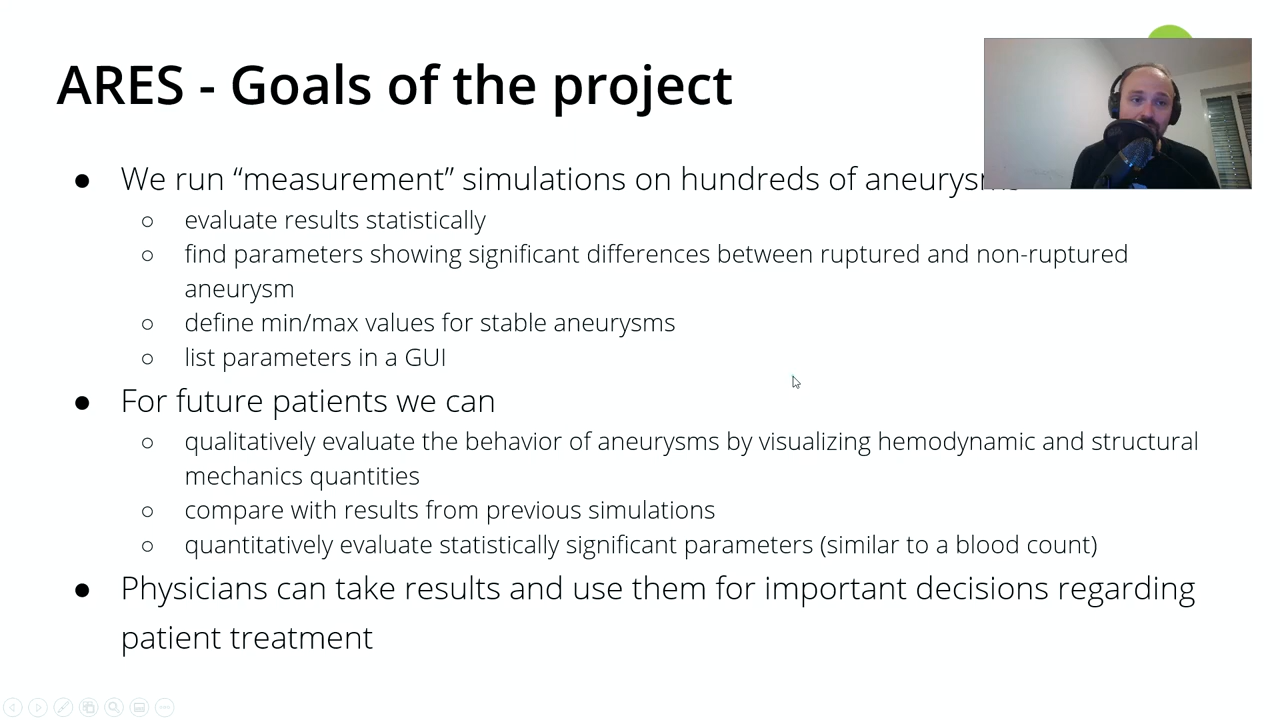 ARES - Goals of the project
● We run “measurement” simulations on hundreds of
○ evaluate results statistically
○ find parameters showing significant differences between ruptured and non-ruptured
aneurysm
○ define min/max values for stable aneurysms
○ list parameters in a GUI
● For future patients we can
○ qualitatively evaluate the behavior of aneurysms by visualizing hemodynamic and structural
mechanics quantities
○ compare with results from previous simulations
○ quantitatively evaluate statistically significant parameters (similar to a blood count)
● Physicians can take results and use them for important decisions regarding
patient treatment